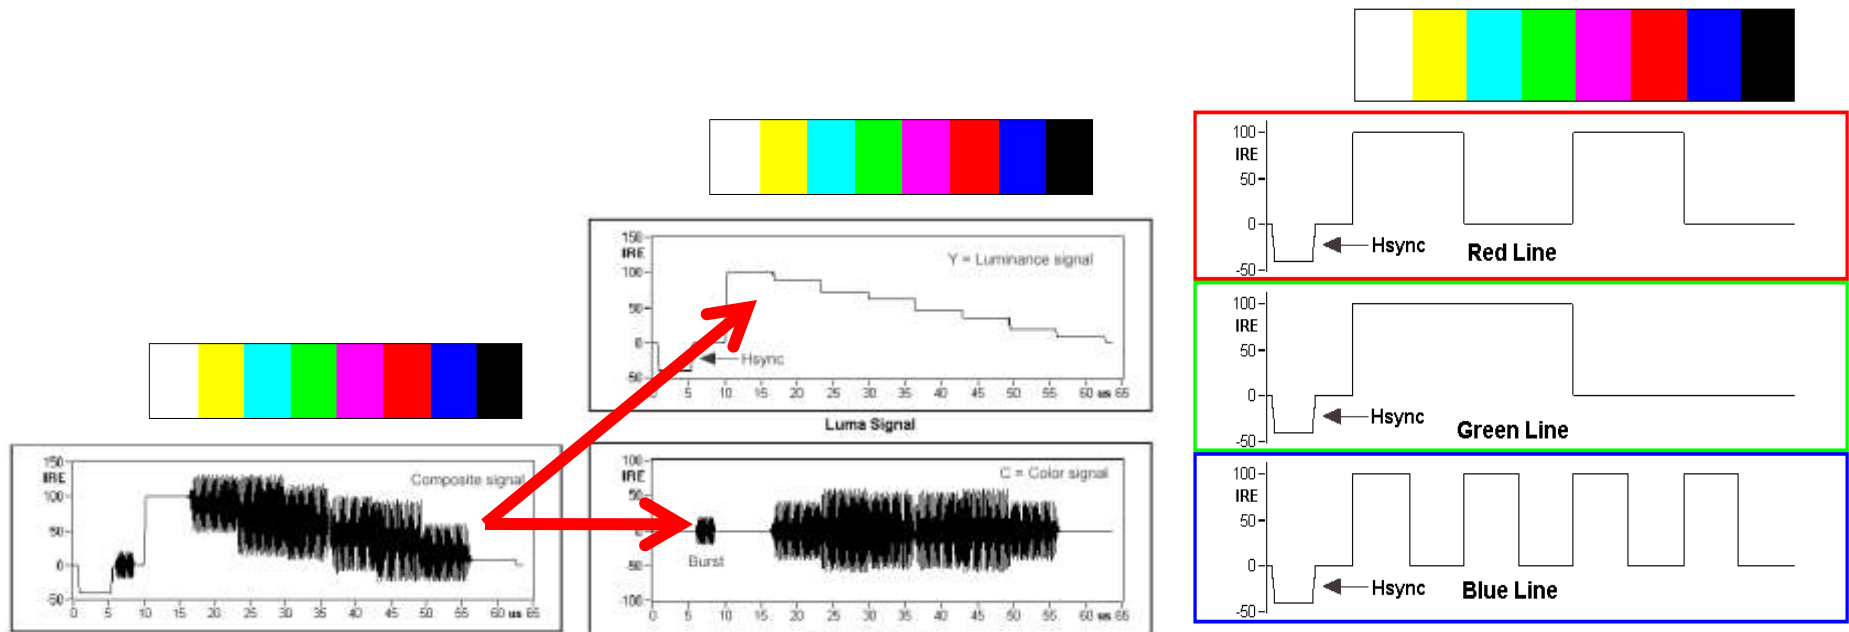 150
IRE
100
50
0
-50
Composite signal
0 5 10 15 20 25 30 35 40 45 50 55 60 us 65
150
IRE
100
50
0
50
Y = Luminance signal
Hsync
0 5 10 15 20 25 30 35 40 45 50 55 60 us 65
Luma Signal
100
IRE
50
0
-50
-100
C = Color signal
Burst
0 5 10 15 20 25 30 35 40 45 50 55 60 us 65
100
IRE
50
0
-50
Hsync
Red Line
100
IRE
50
0
-50
Hsync
Green Line
100
IRE
50
0
-50
Hsync
Blue Line